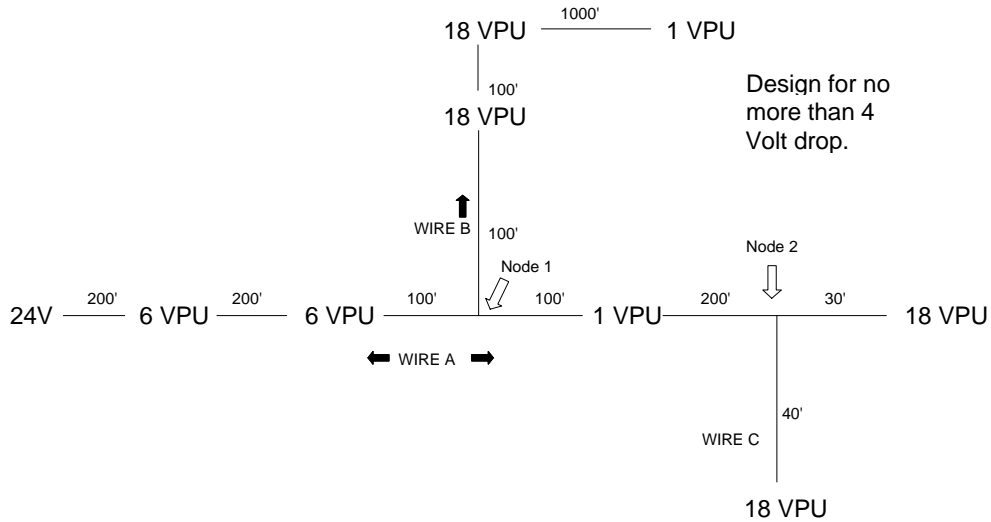 1000'
18 VPU
1 VPU
100'
18 VPU
Design for no
more than 4
Volt drop.
WIRE B
100'
Node 1
Node 2
200'
200'
100'
100'
200'
30'
24V
6 VPU
6 VPU
1 VPU
18 VPU
WIRE A
40'
WIRE C
18 VPU